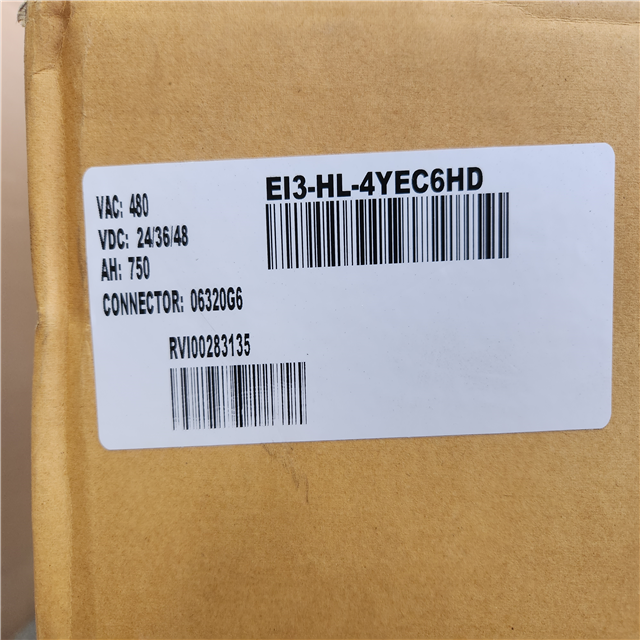 EI3-HL-4YEC6HD
VAC: 480
VDC: 24/36/48
AH: 750
CONNECTOR: 06320G6
RVI00283135